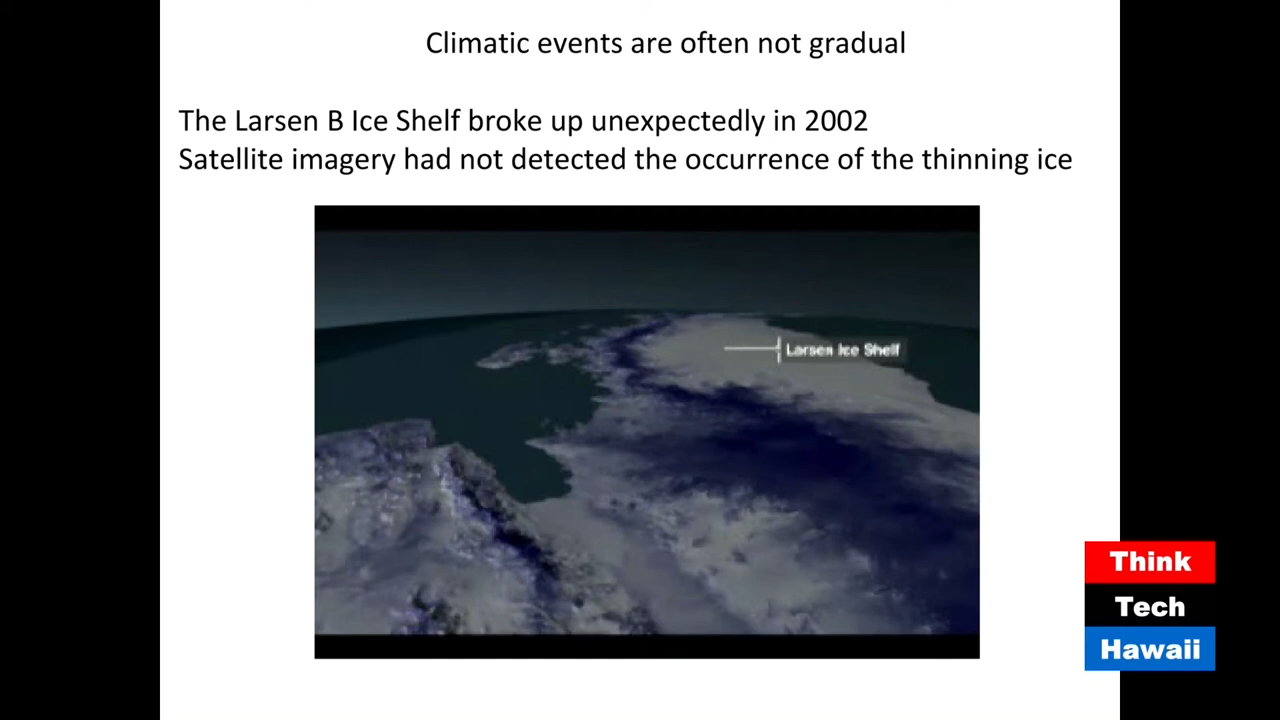 Climatic events are often not gradual
The Larsen B Ice Shelf broke up unexpectedly in 2002
Satellite imagery had not detected the occurrence of the thinning ice
Larsen Ice Shelf
Think
Tech
Hawaii